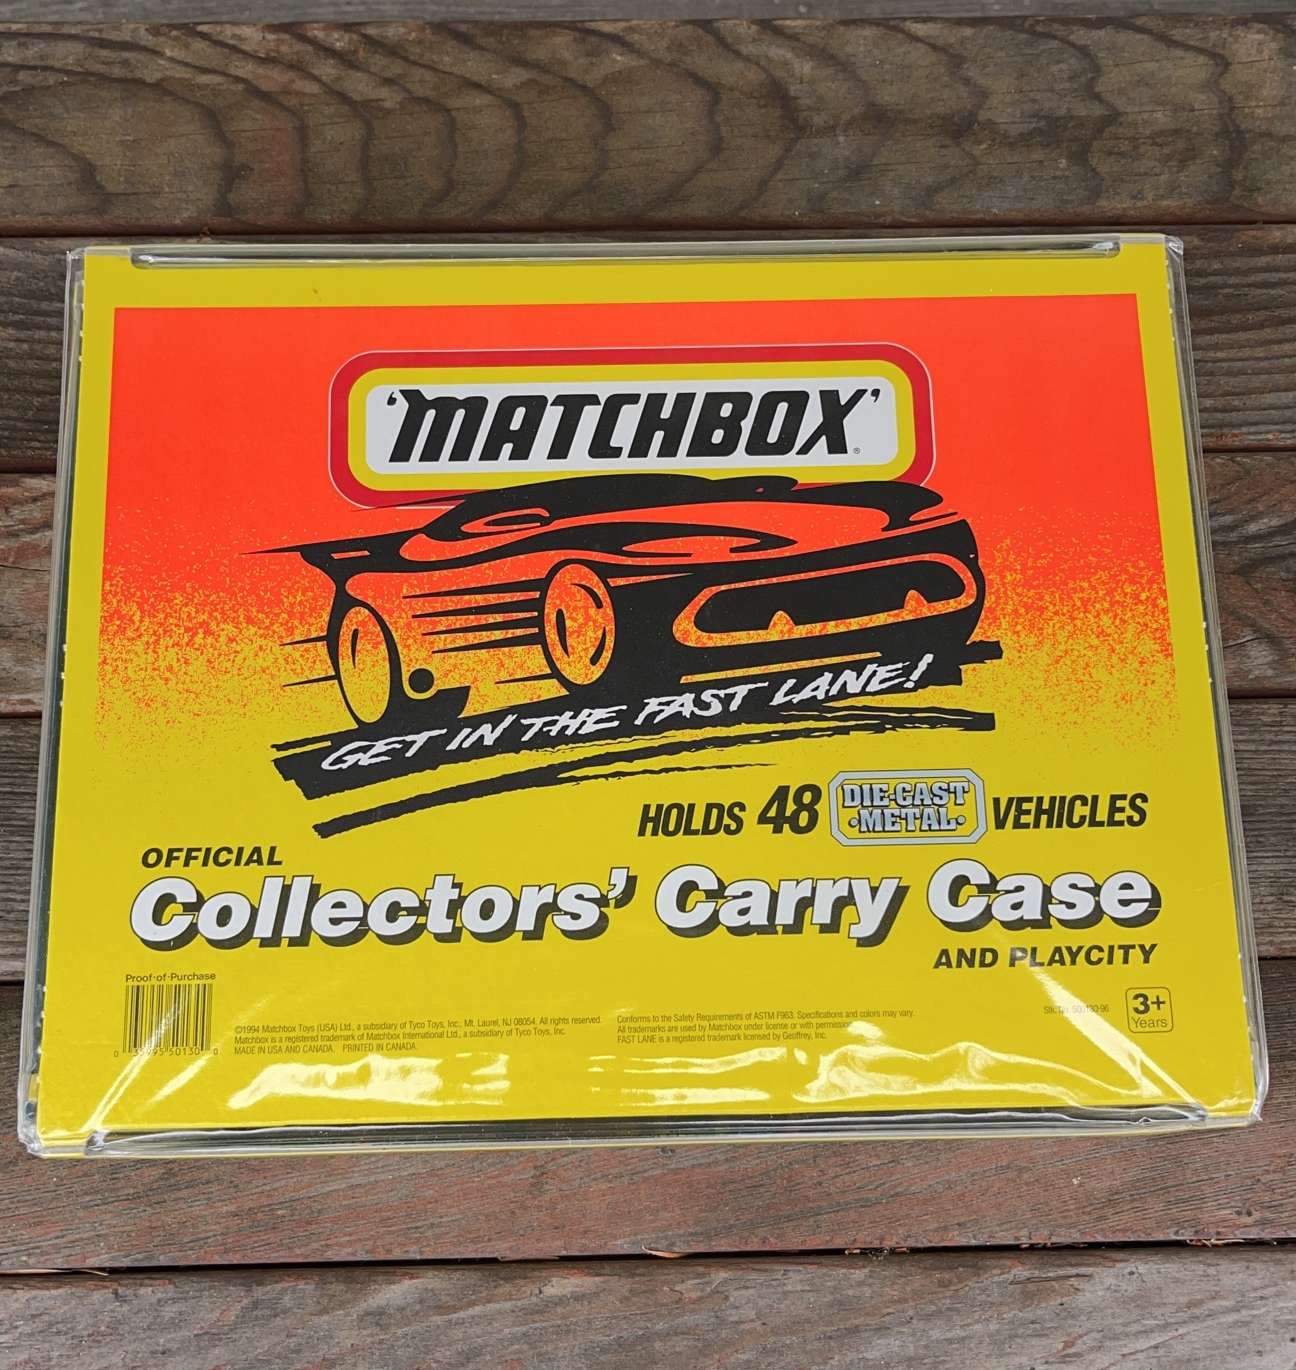 'MATCHBOX'®
GET IN THE FAST LANE!
HOLDS 48 DIE-CAST METAL VEHICLES
OFFICIAL
Collectors' Carry Case
AND PLAYCITY
Proof-of-Purchase
0 35995 50130 0
©1994 Matchbox Toys (USA) Ltd., a subsidiary of Tyco Toys, Inc., Mt. Laurel, NJ 08054. All rights reserved.
Matchbox is a registered trademark of Matchbox International Ltd., a subsidiary of Tyco Toys, Inc.
MADE IN USA AND CANADA. PRINTED IN CANADA.
Conforms to the Safety Requirements of ASTM F963. Specifications and colors may vary.
All trademarks are used by Matchbox under license or with permission.
FAST LANE is a registered trademark licensed by Geoffrey, Inc.
3+
Years